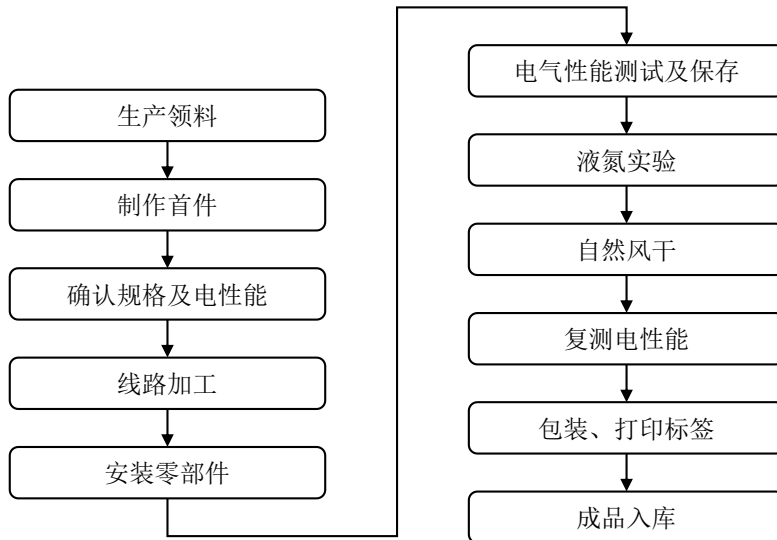 生产领料
制作首件
确认规格及电性能
线路加工
安装零部件
电气性能测试及保存
液氮实验
自然风干
复测电性能
包装、打印标签
成品入库